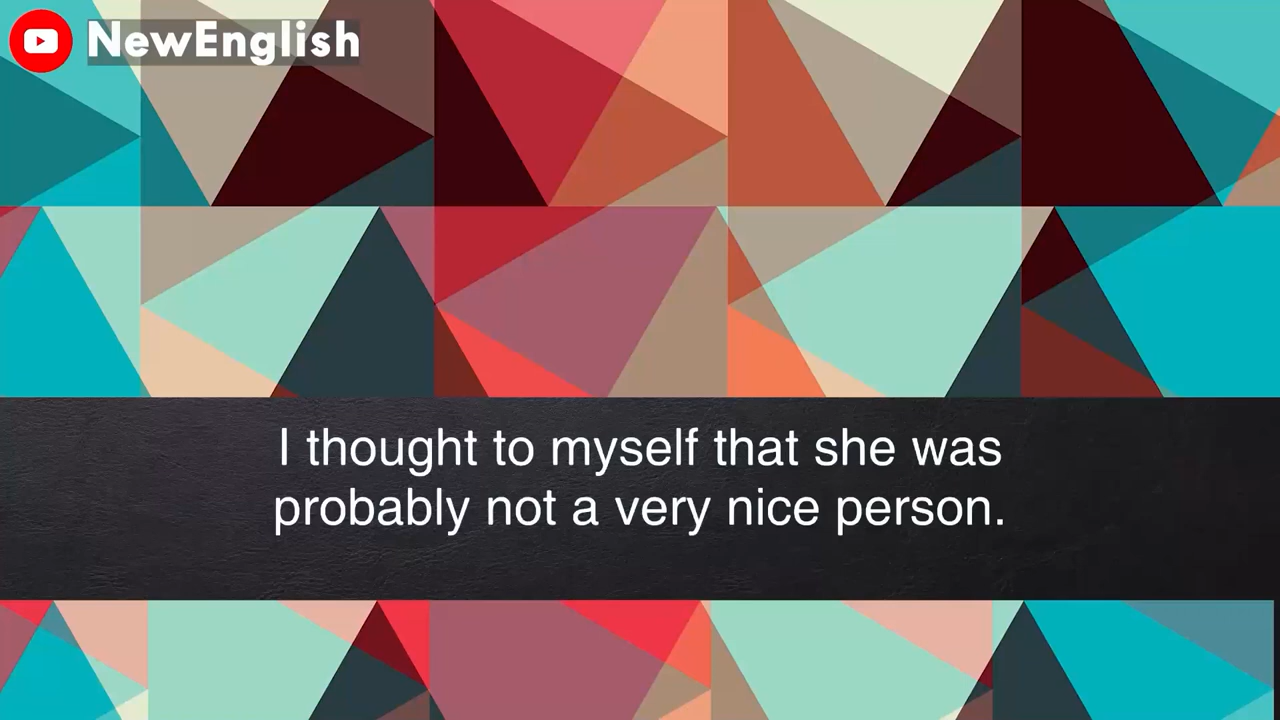 NewEnglish
I thought to myself that she was
probably not a very nice person.